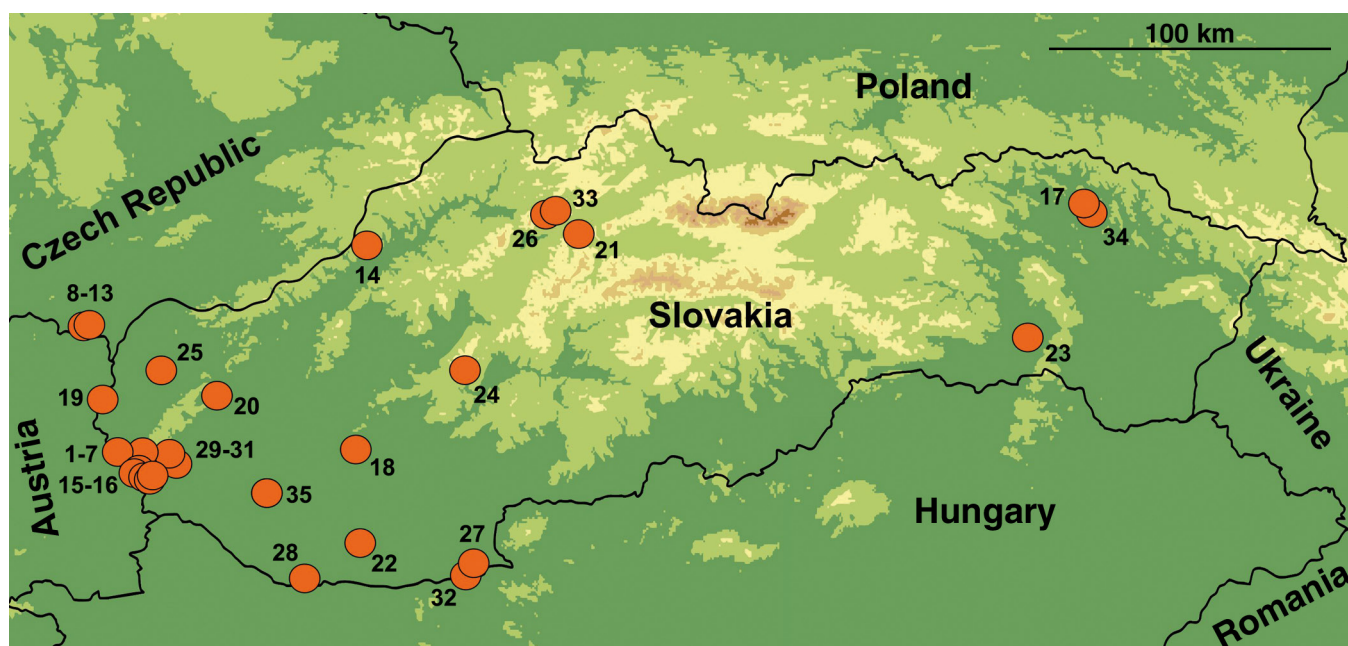 100 km
Poland
Czech Republic
17
33
26
34
21
14
8-13
Slovakia
25
23
24
19
20
Ukraine
1-7
29-31
18
15-16
Austria
35
Hungary
27
22
28
32
Romania